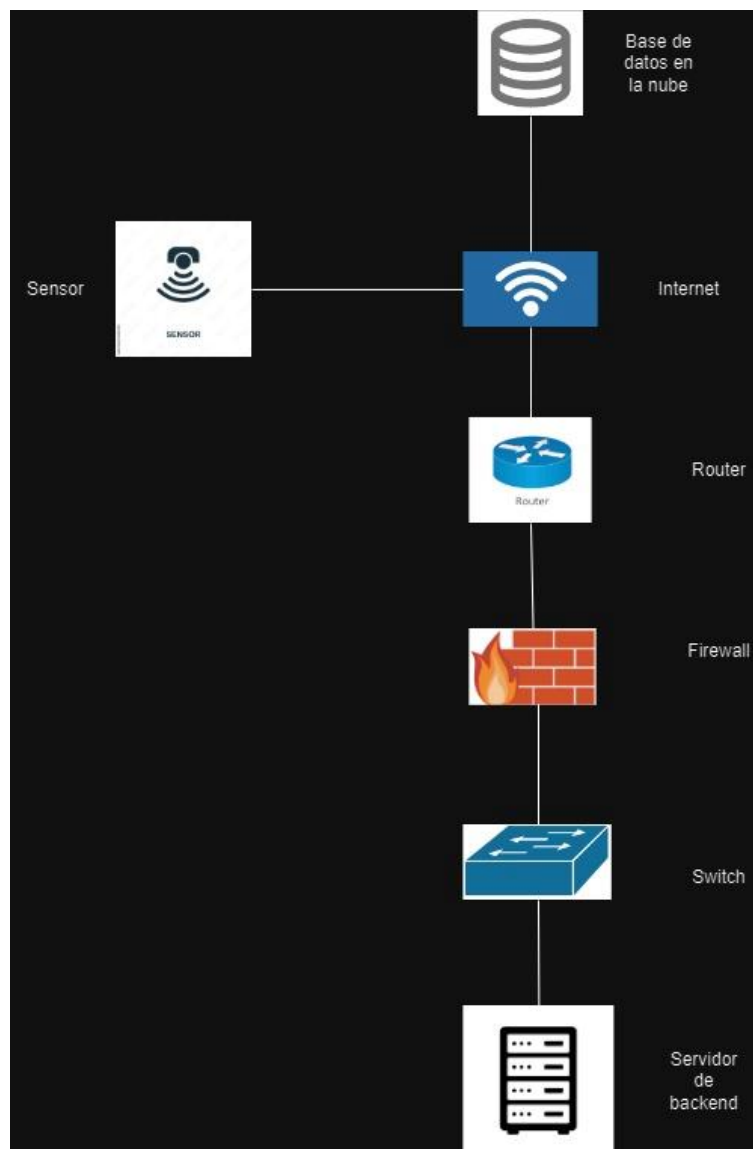 Base de
datos en
la nube
Sensor
SENSOR
Internet
Router
Router
Firewall
Switch
Servidor
de
backend